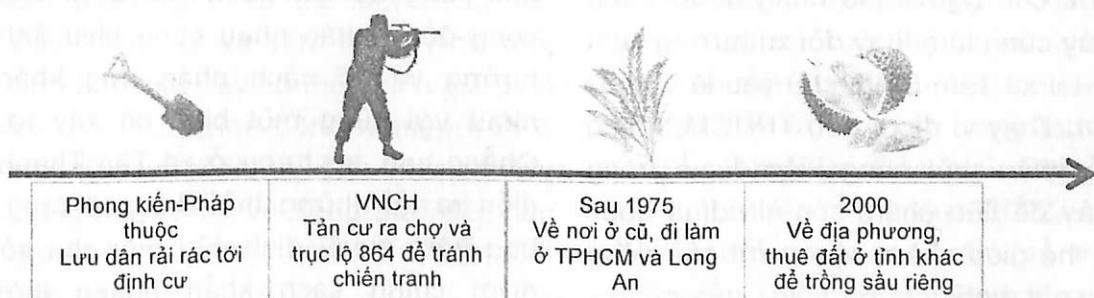 Phong kiến-Pháp
thuộc
Lưu dân rải rác tới
định cư
VNCH
Tản cư ra chợ và
trục lộ 864 để tránh
chiến tranh
Sau 1975
Về nơi ở cũ, đi làm
ở TPHCM và Long
An
2000
Về địa phương,
thuê đất ở tỉnh khác
để trồng sầu riêng